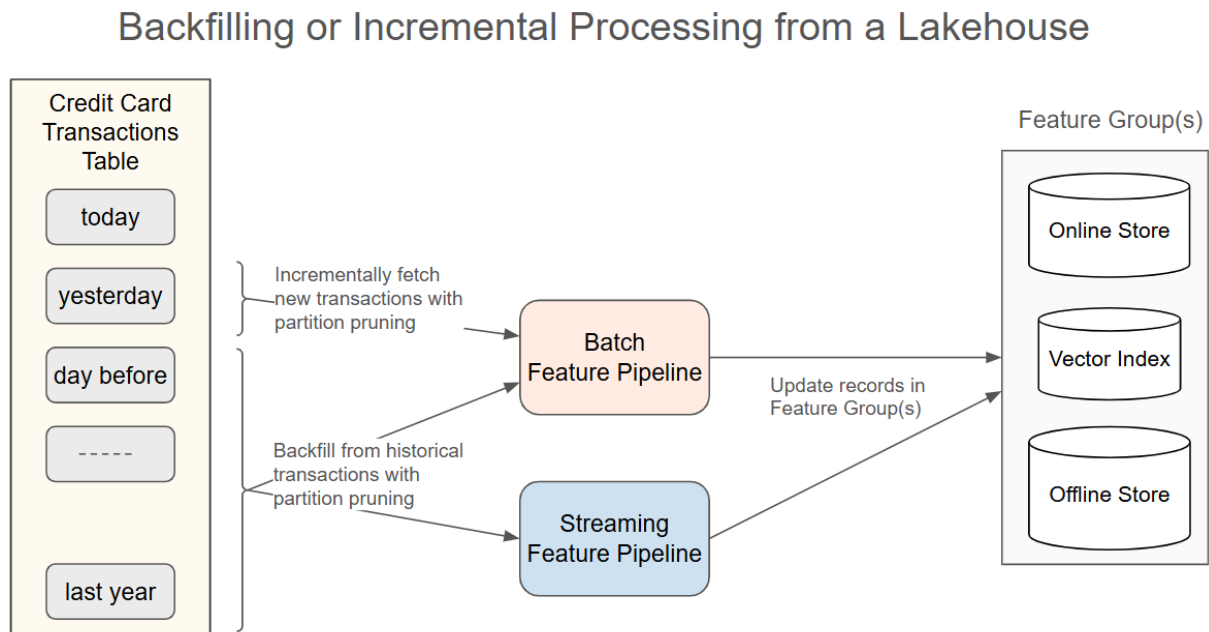 Backfilling or Incremental Processing from a Lakehouse
Credit Card
Transactions
Table
today
yesterday
day before
-----
last year
Incrementally fetch
new transactions with
partition pruning
Backfill from historical
transactions with
partition pruning
Batch
Feature Pipeline
Streaming
Feature Pipeline
Update records in
Feature Group(s)
Feature Group(s)
Online Store
Vector Index
Offline Store